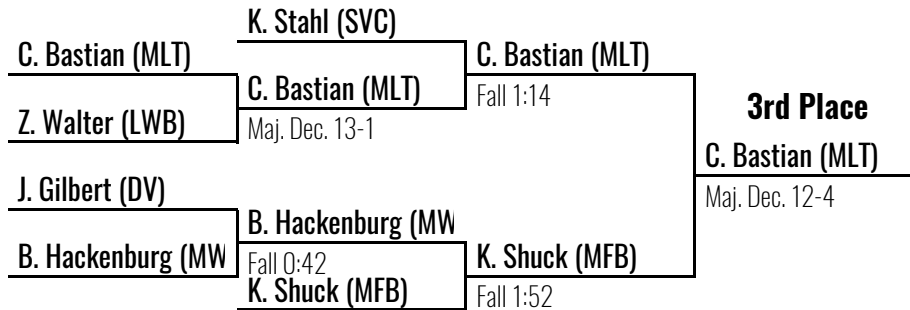 K. Stahl (SVC)
C. Bastian (MLT)
C. Bastian (MLT)
C. Bastian (MLT)
Fall 1:14
3rd Place
Z. Walter (LWB)
Maj. Dec. 13-1
C. Bastian (MLT)
J. Gilbert (DV)
Maj. Dec. 12-4
B. Hackenburg (MW
B. Hackenburg (MW
Fall 0:42
K. Shuck (MFB)
K. Shuck (MFB)
Fall 1:52